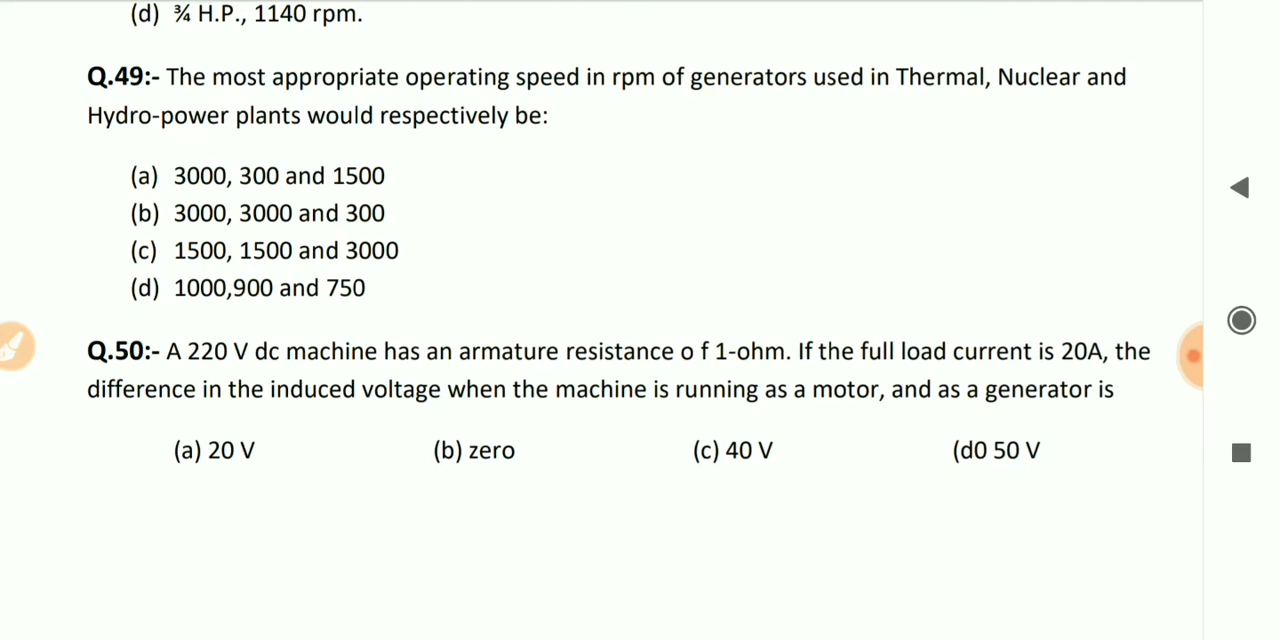 (d) ¾ H.P., 1140 rpm.
Q.49:- The most appropriate operating speed in rpm of generators used in Thermal, Nuclear and
Hydro-power plants would respectively be:
(a) 3000, 300 and 1500
(b) 3000, 3000 and 300
(c) 1500, 1500 and 3000
(d) 1000,900 and 750
Q.50:- A 220 V dc machine has an armature resistance o f 1-ohm. If the full load current is 20A, the
difference in the induced voltage when the machine is running as a motor, and as a generator is
(a) 20 V (b) zero (c) 40 V (d0 50 V